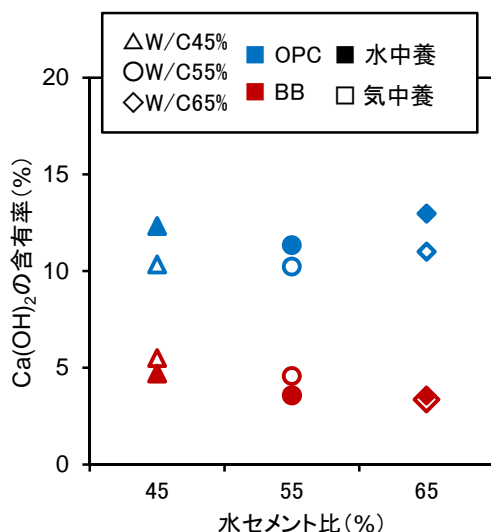 W/C45% OPC 水中養
W/C55% BB 気中養
W/C65%
20
15
10
5
0
Ca(OH)₂の含有率(%)
45 55 65
水セメント比(%)